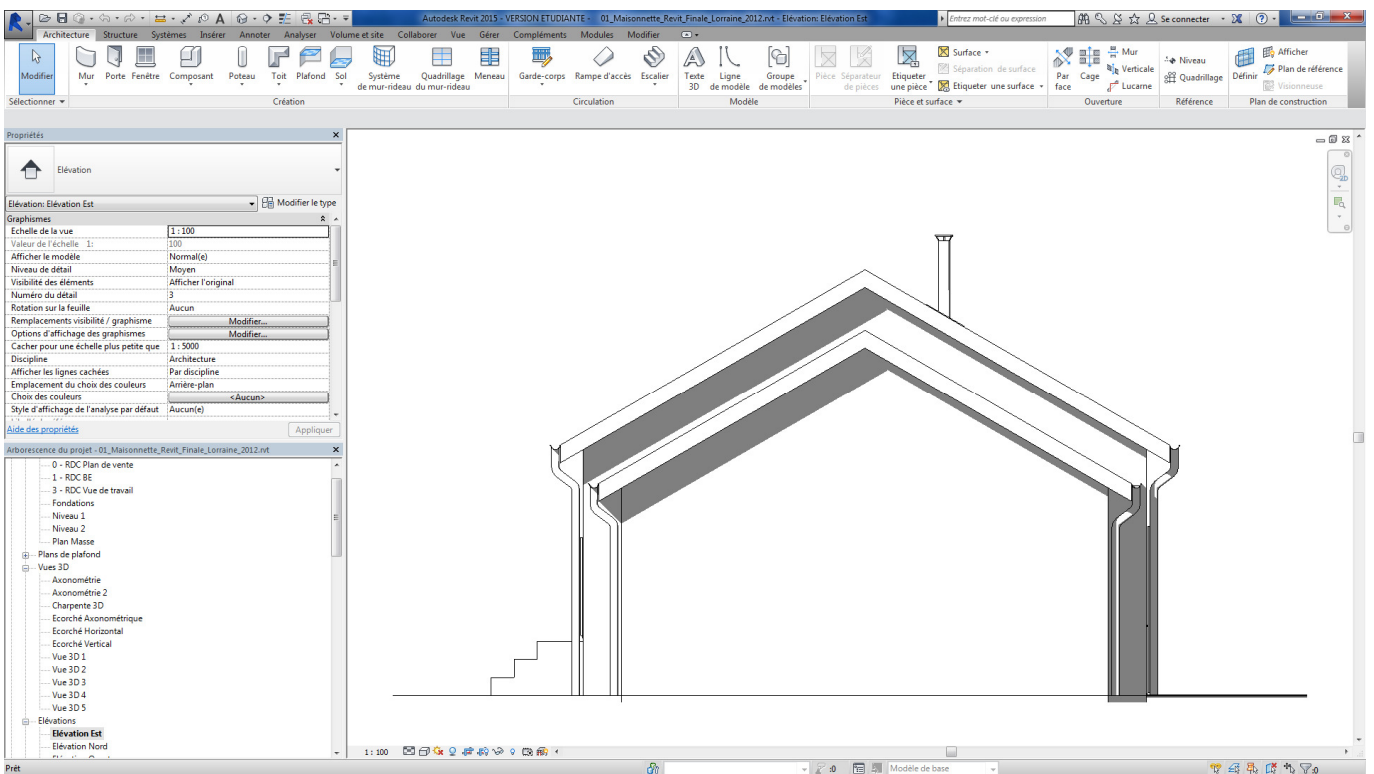 Autodesk Revit 2015 - VERSION ETUDIANTE - 01_Maisonnette_Revit_Finale_Lorraine_2012.rvt - Elévation: Elévation Est
Entrez mot-clé ou expression
Se connecter
Architecture Structure Systèmes Insérer Annoter Analyser Volume et site Collaborer Vue Gérer Compléments Modules Modifier
Modifier
Mur
Porte
Fenêtre
Composant
Poteau
Toit
Plafond
Sol
Système
de mur-rideau
Quadrillage
du mur-rideau
Meneau
Garde-corps
Rampe d'accès
Escalier
Texte
3D
Ligne
de modèle
Groupe
de modèles
Pièce
Séparateur
de pièces
Etiqueter
une pièce
Surface
Séparation de surface
Etiqueter une surface
Par
face
Cage
Mur
Verticale
Lucarne
Niveau
Quadrillage
Définir
Afficher
Plan de référence
Visionneuse
Sélectionner
Création
Circulation
Modèle
Pièce et surface
Ouverture
Référence
Plan de construction
Propriétés
Elévation
Elévation: Elévation Est
Modifier le type
Graphismes
Echelle de la vue 1 : 100
Valeur de l'échelle 1: 100
Afficher le modèle Normal(e)
Niveau de détail Moyen
Visibilité des éléments Afficher l'original
Numéro du détail 3
Rotation sur la feuille Aucun
Remplacements visibilité / graphisme Modifier...
Options d'affichage des graphismes Modifier...
Cacher pour une échelle plus petite que 1 : 5000
Discipline Architecture
Afficher les lignes cachées Par discipline
Emplacement du choix des couleurs Arrière-plan
Choix des couleurs <Aucun>
Style d'affichage de l'analyse par défaut Aucun(e)
Aide des propriétés
Appliquer
Arborescence du projet - 01_Maisonnette_Revit_Finale_Lorraine_2012.rvt
0 - RDC Plan de vente
1 - RDC BE
3 - RDC Vue de travail
Fondations
Niveau 1
Niveau 2
Plan Masse
Plans de plafond
Vues 3D
Axonométrie
Axonométrie 2
Charpente 3D
Ecorché Axonométrique
Ecorché Horizontal
Ecorché Vertical
Vue 3D 1
Vue 3D 2
Vue 3D 3
Vue 3D 4
Vue 3D 5
Elévations
Elévation Est
Elévation Nord
2D
1 : 100
Prêt
:0
Modèle de base
:0